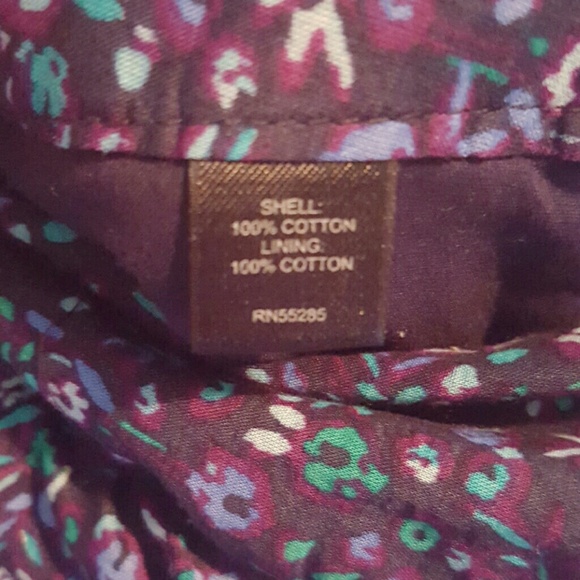 SHELL:
100% COTTON
LINING:
100% COTTON
RN55285